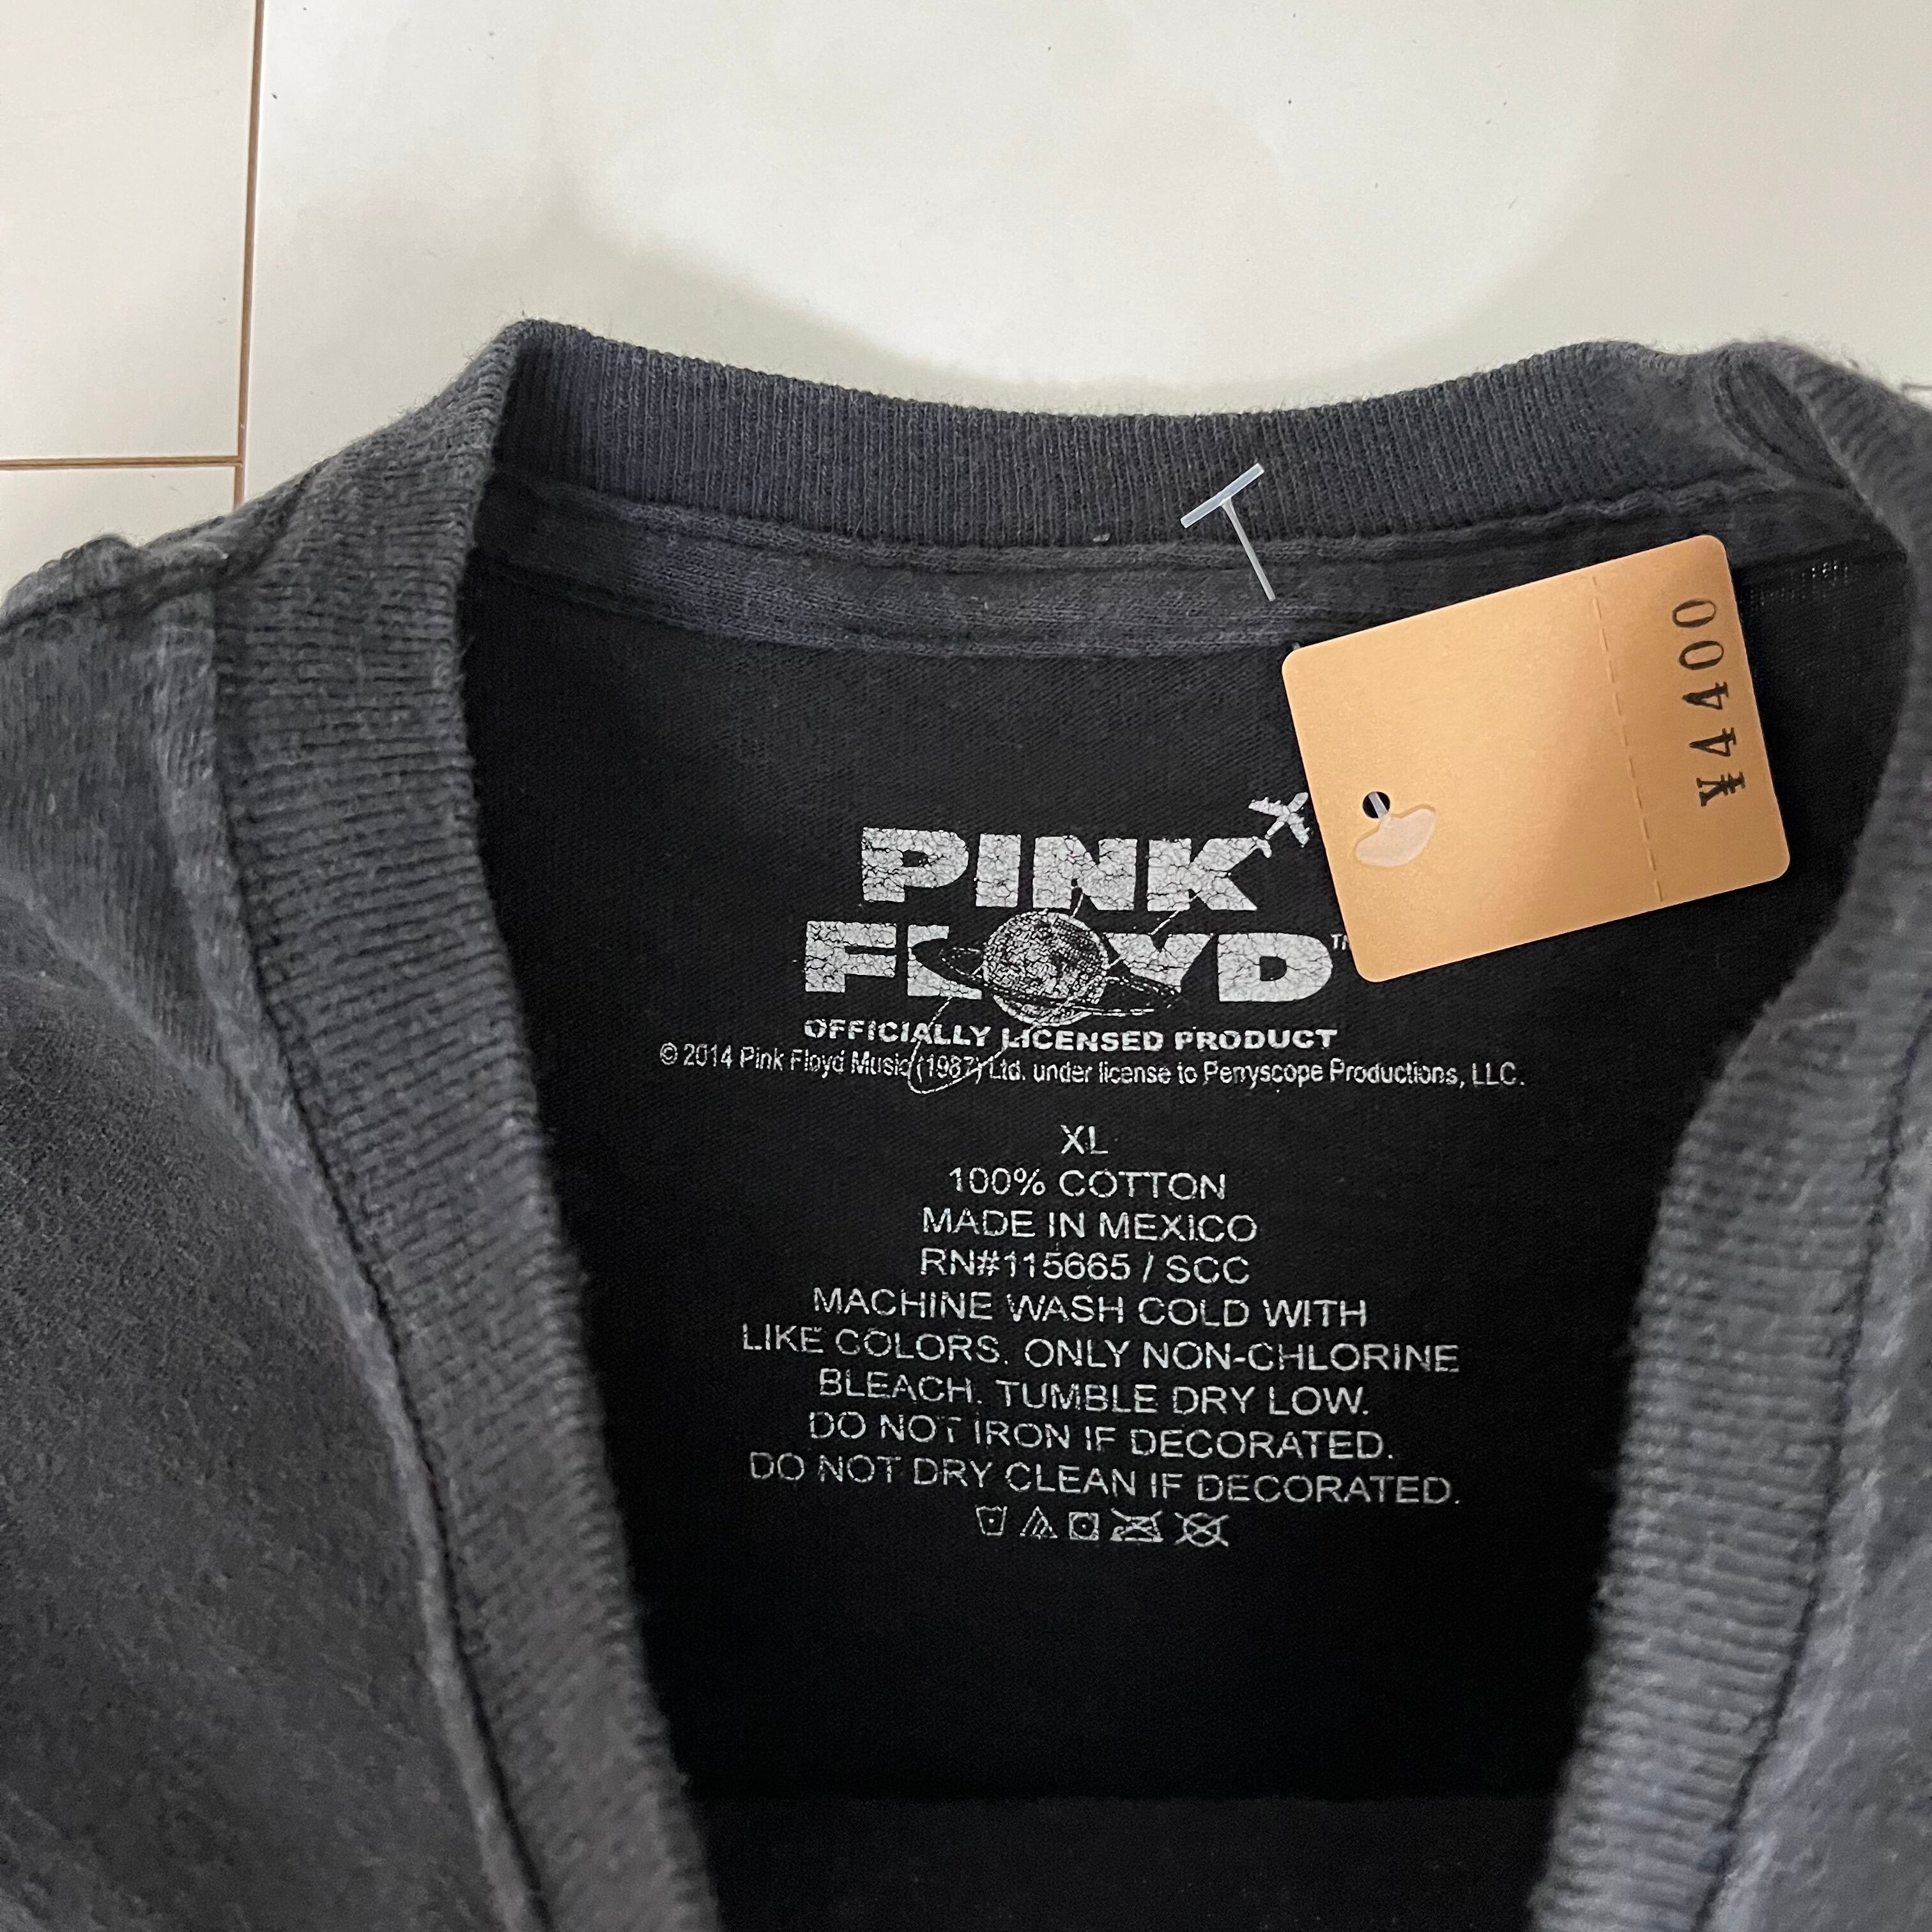 ¥4400
PINK
FLOYD™
OFFICIALLY LICENSED PRODUCT
© 2014 Pink Floyd Music (1987) Ltd. under license to Perryscope Productions, LLC.
XL
100% COTTON
MADE IN MEXICO
RN#115665 / SCC
MACHINE WASH COLD WITH
LIKE COLORS. ONLY NON-CHLORINE
BLEACH. TUMBLE DRY LOW.
DO NOT IRON IF DECORATED.
DO NOT DRY CLEAN IF DECORATED.